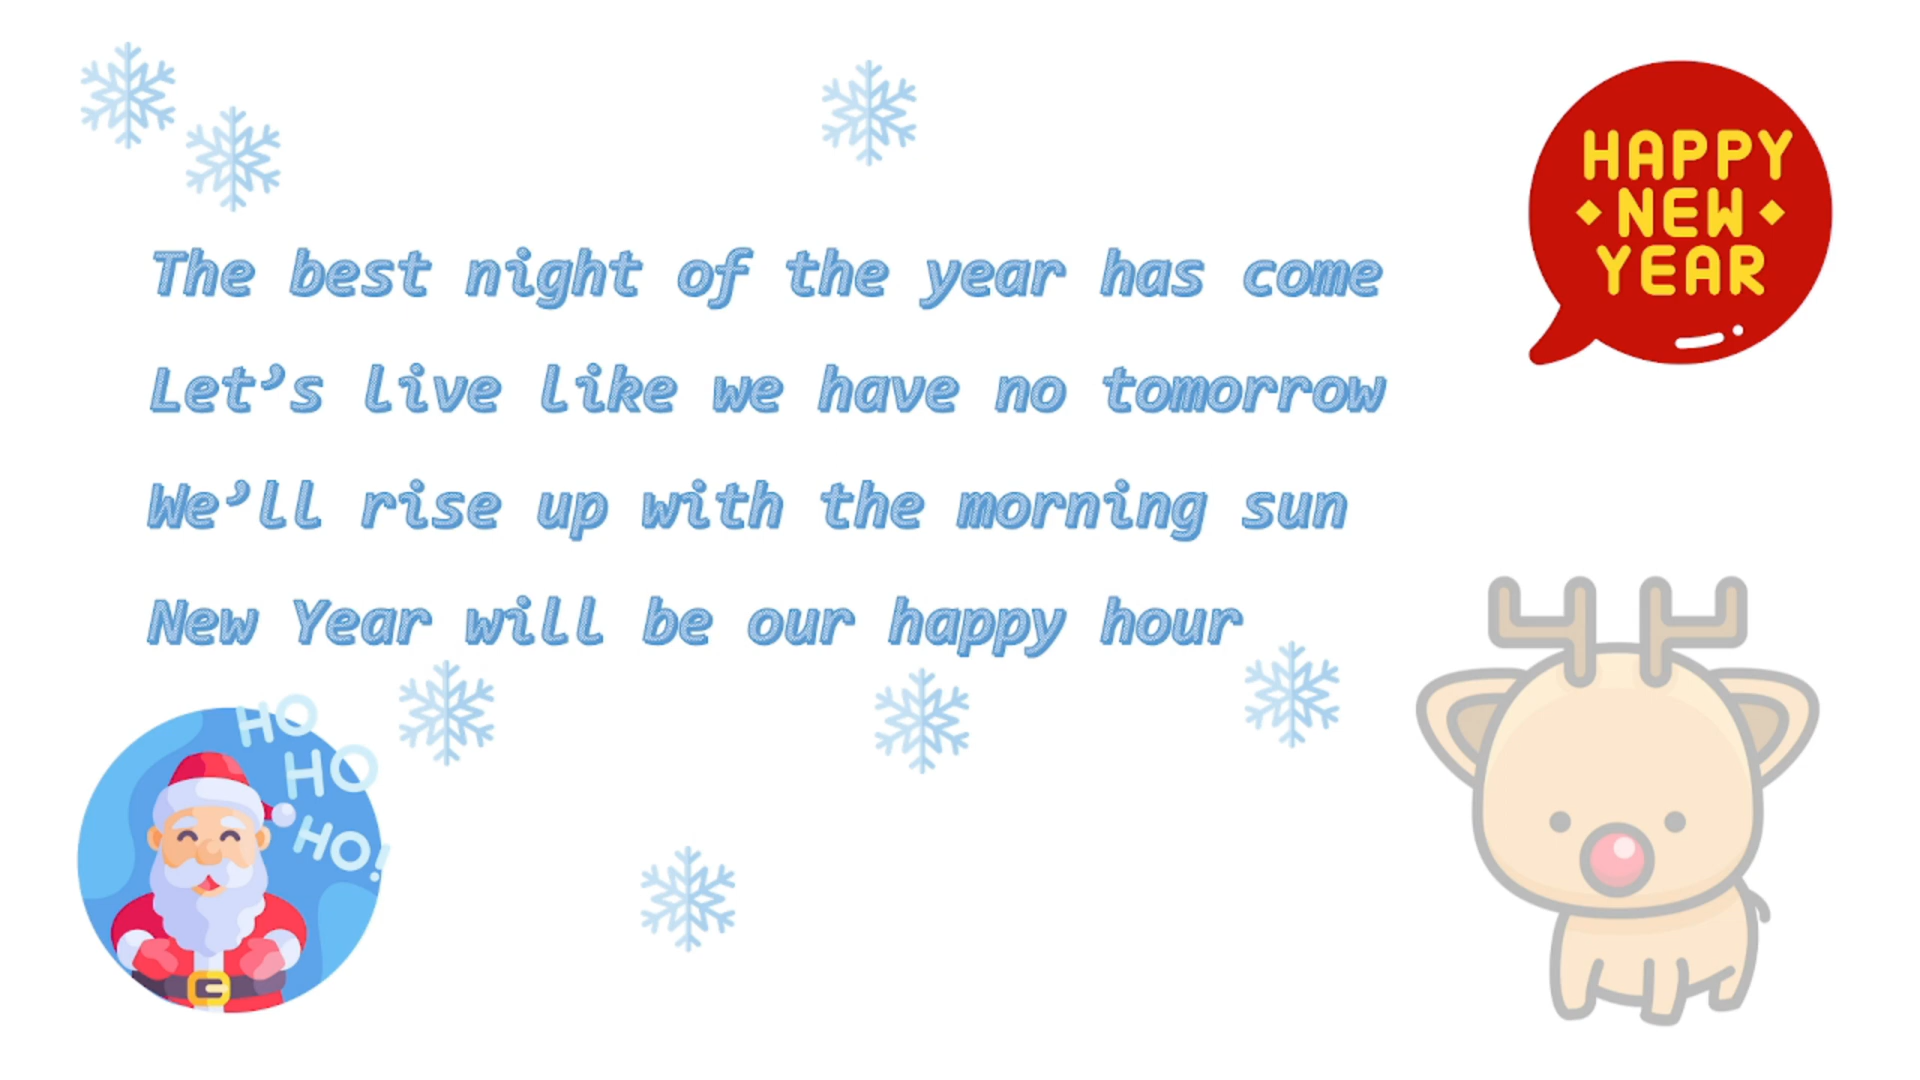 HAPPY
NEW
YEAR
The best night of the year has come
Let’s live like we have no tomorrow
We’ll rise up with the morning sun
New Year will be our happy hour
HO
HO
HO!